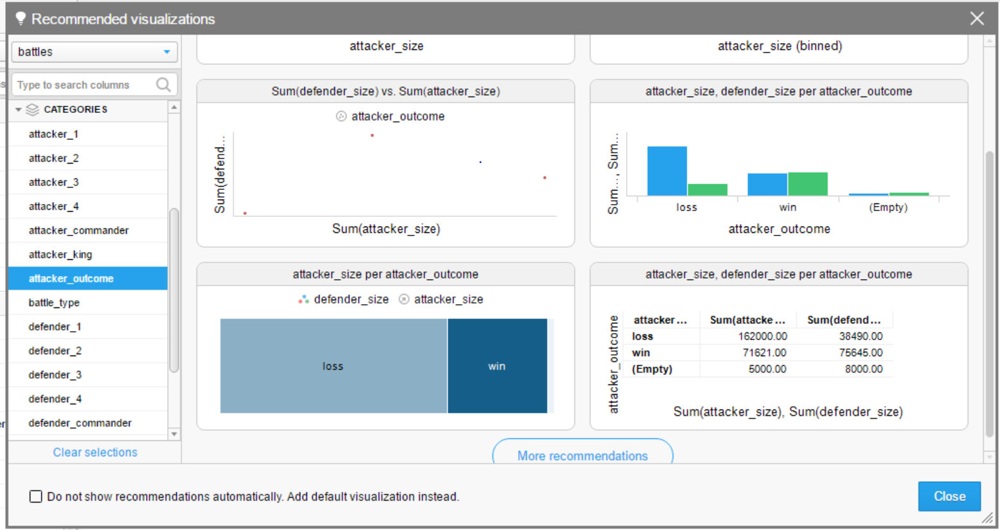 Recommended visualizations
battles
Type to search columns
CATEGORIES
attacker_1
attacker_2
attacker_3
attacker_4
attacker_commander
attacker_king
attacker_outcome
battle_type
defender_1
defender_2
defender_3
defender_4
defender_commander
Clear selections
attacker_size
attacker_size (binned)
Sum(defender_size) vs. Sum(attacker_size)
attacker_outcome
Sum(defend...
Sum(attacker_size)
attacker_size, defender_size per attacker_outcome
Sum..., Sum...
loss win (Empty)
attacker_outcome
attacker_size per attacker_outcome
defender_size attacker_size
loss win
attacker_size, defender_size per attacker_outcome
attacker_outcome
attacker ... Sum(attacke ... Sum(defend ...
loss 162000.00 38490.00
win 71621.00 75645.00
(Empty) 5000.00 8000.00
Sum(attacker_size), Sum(defender_size)
More recommendations
Do not show recommendations automatically. Add default visualization instead.
Close